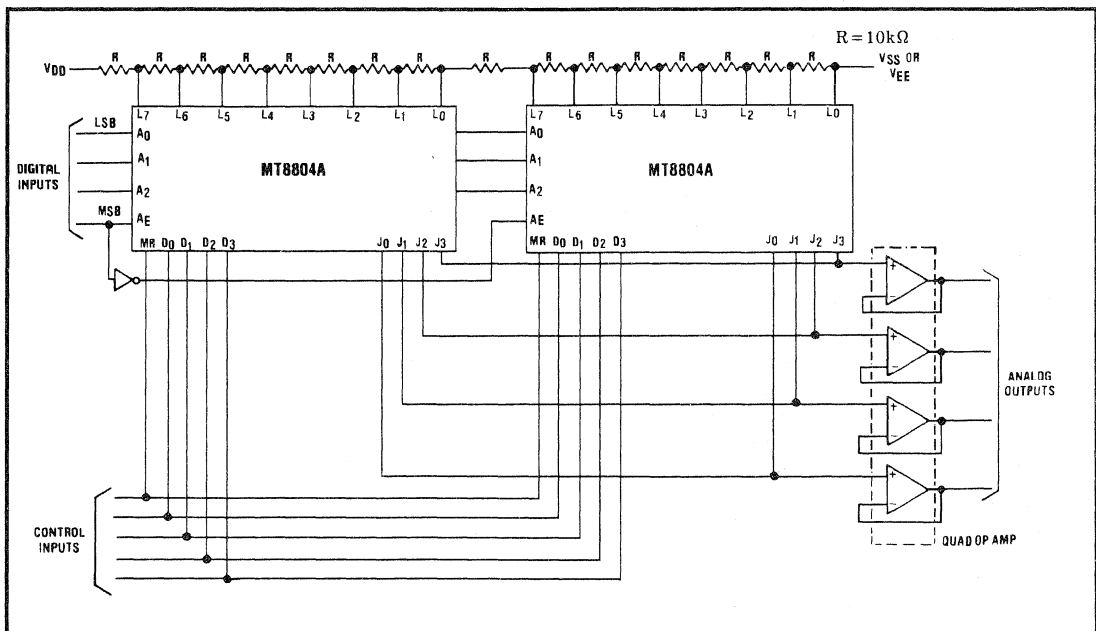 R = 10kΩ
VDD R R R R R R R R R R R R R R R R VSS OR
VEE
L7 L6 L5 L4 L3 L2 L1 L0 L7 L6 L5 L4 L3 L2 L1 L0
LSB A0 A0
A1 A1
DIGITAL
INPUTS
MT8804A MT8804A
A2 A2
MSB AE AE
MR D0 D1 D2 D3 J0 J1 J2 J3 MR D0 D1 D2 D3 J0 J1 J2 J3
+
−
+
−
ANALOG
OUTPUTS
+
−
+
−
CONTROL
INPUTS
QUAD OP AMP